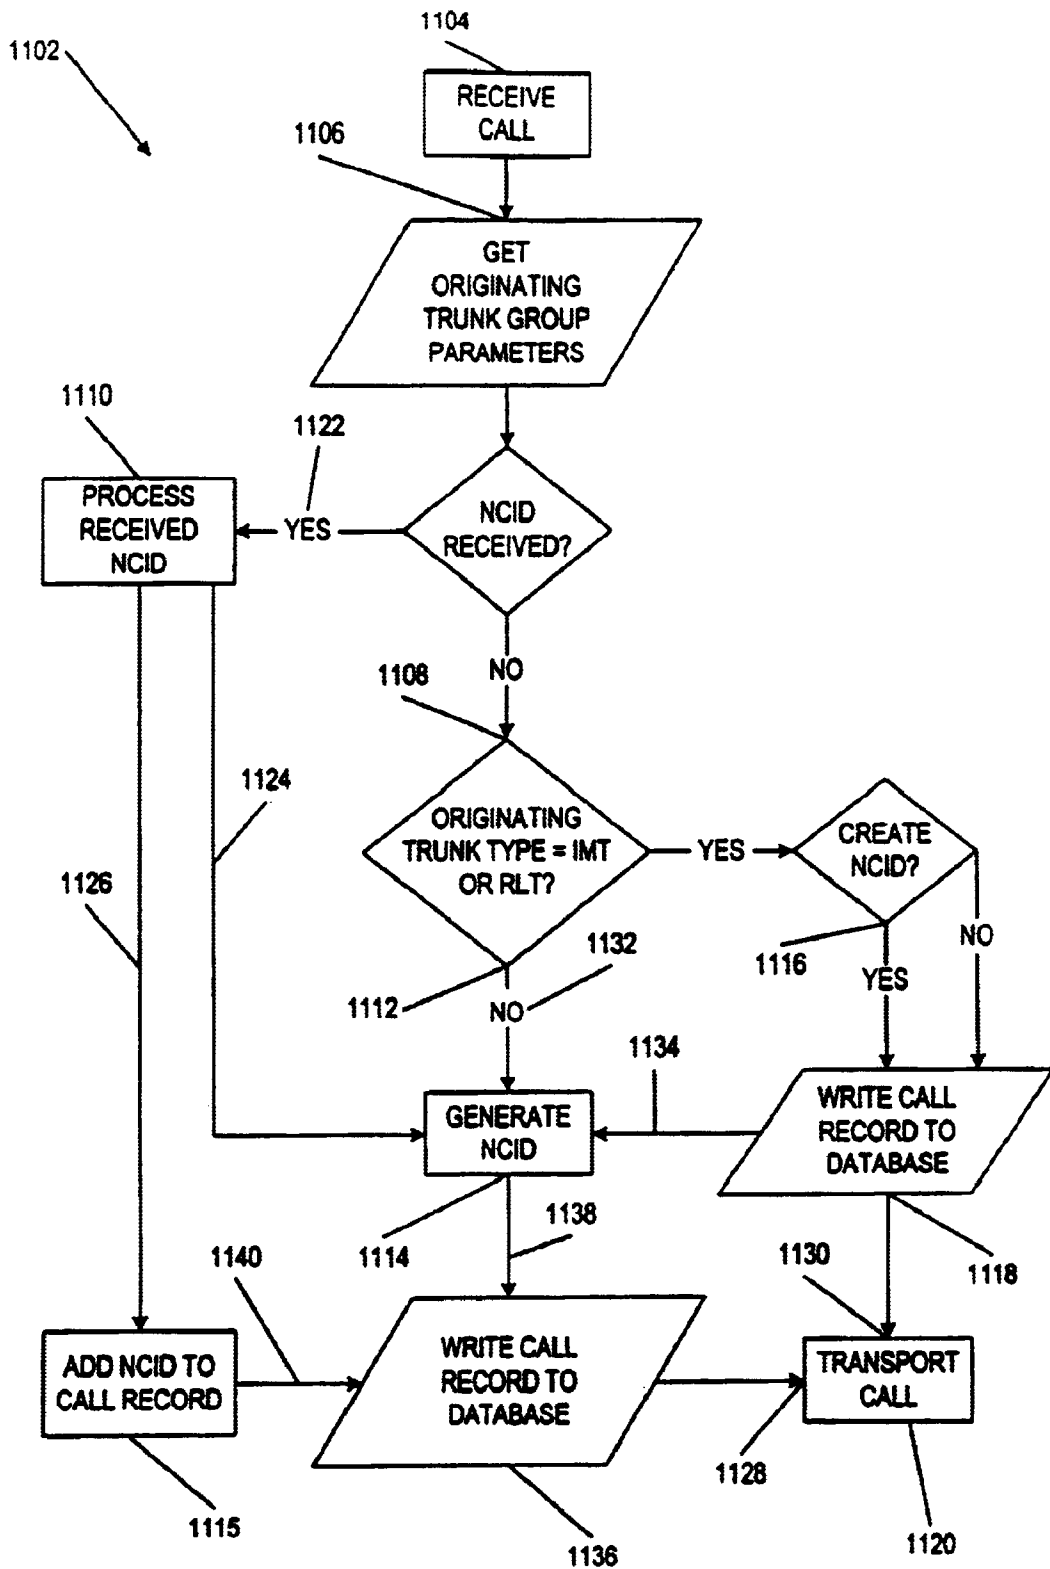 1104
1102
RECEIVE
CALL
1106
GET
ORIGINATING
TRUNK GROUP
PARAMETERS
1110
1122
PROCESS
RECEIVED
NCID
YES
NCID
RECEIVED?
NO
1108
1124
ORIGINATING
TRUNK TYPE = IMT
OR RLT?
YES
CREATE
NCID?
1126
1132
1116
NO
YES
1112
NO
1134
GENERATE
NCID
WRITE CALL
RECORD TO
DATABASE
1138
1114
1140
1130
1118
ADD NCID TO
CALL RECORD
WRITE CALL
RECORD TO
DATABASE
TRANSPORT
CALL
1128
1115
1136
1120